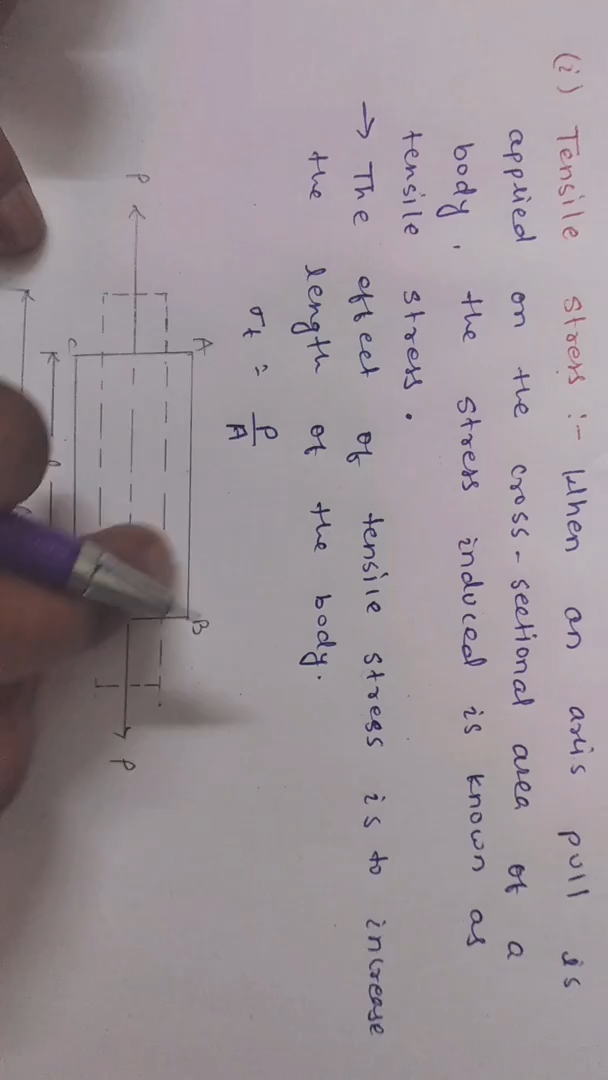 (i) Tensile stress :- When an axis pull is
applied on the cross-sectional area of a
body, the stress induced is known as
tensile stress.
→ The effect of tensile stress is to increase
the length of the body.
σt = P/A
A B
P P
C